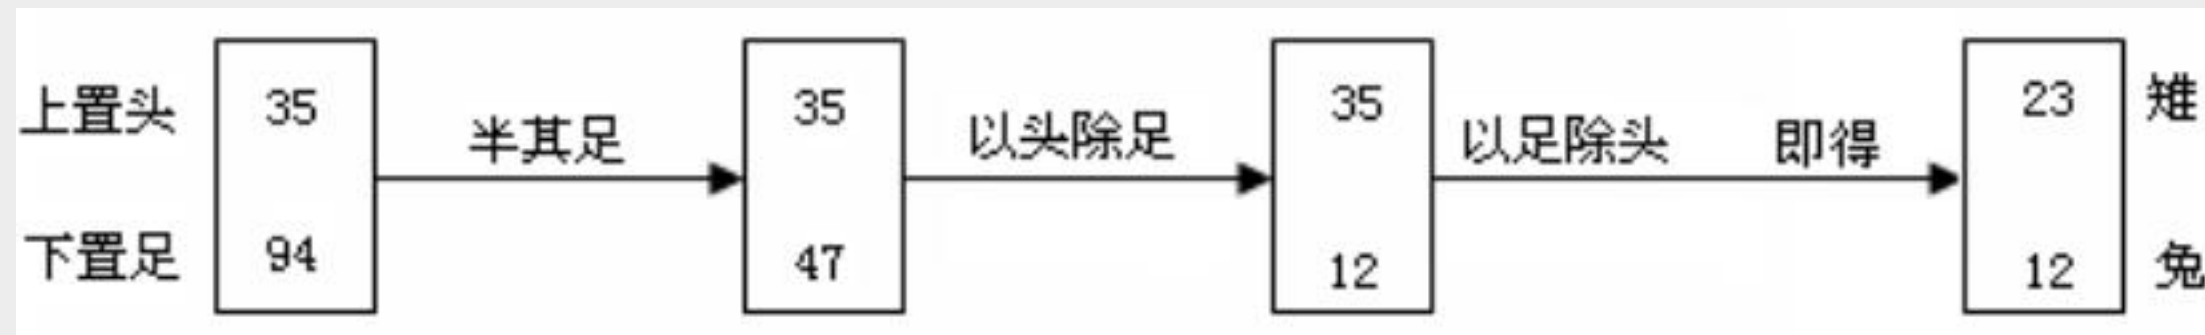 上置头 35 半其足 35 以头除足 35 以足除头 即得 23 雉
下置足 94 47 12 12 兔